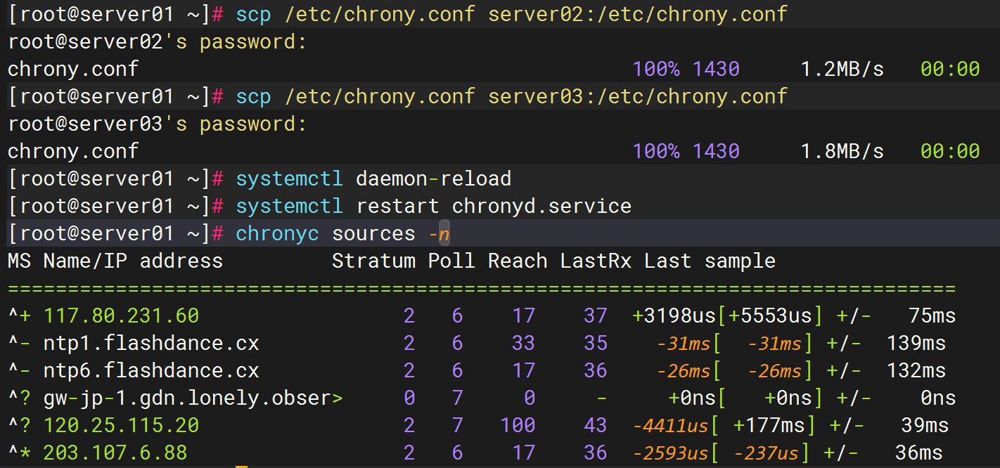 [root@server01 ~]# scp /etc/chrony.conf server02:/etc/chrony.conf
root@server02's password:
chrony.conf                                         100% 1430     1.2MB/s   00:00
[root@server01 ~]# scp /etc/chrony.conf server03:/etc/chrony.conf
root@server03's password:
chrony.conf                                         100% 1430     1.8MB/s   00:00
[root@server01 ~]# systemctl daemon-reload
[root@server01 ~]# systemctl restart chronyd.service
[root@server01 ~]# chronyc sources -n
MS Name/IP address         Stratum Poll Reach LastRx Last sample
===============================================================================
^+ 117.80.231.60                 2   6    17    37  +3198us[+5553us] +/-   75ms
^- ntp1.flashdance.cx            2   6    33    35    -31ms[  -31ms] +/-  139ms
^- ntp6.flashdance.cx            2   6    17    36    -26ms[  -26ms] +/-  132ms
^? gw-jp-1.gdn.lonely.obser>     0   7     0     -     +0ns[   +0ns] +/-    0ns
^? 120.25.115.20                 2   7   100    43  -4411us[ +177ms] +/-   39ms
^* 203.107.6.88                  2   6    17    36  -2593us[ -237us] +/-   36ms